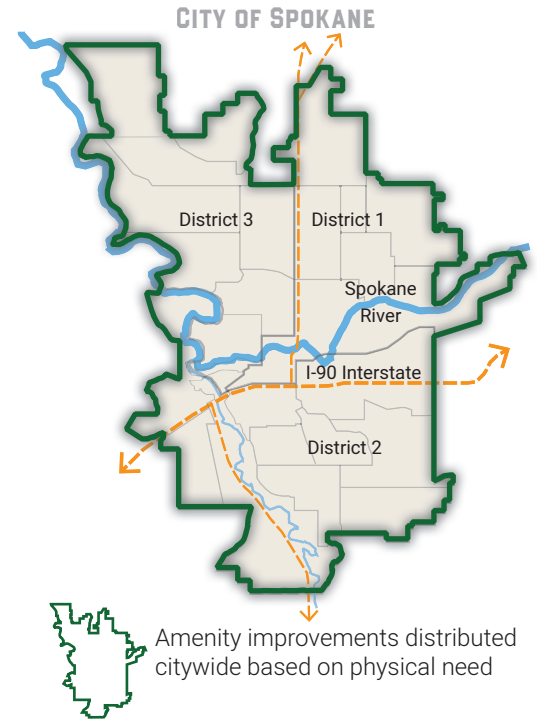 CITY OF SPOKANE
District 3
District 1
Spokane
River
I-90 Interstate
District 2
Amenity improvements distributed
citywide based on physical need